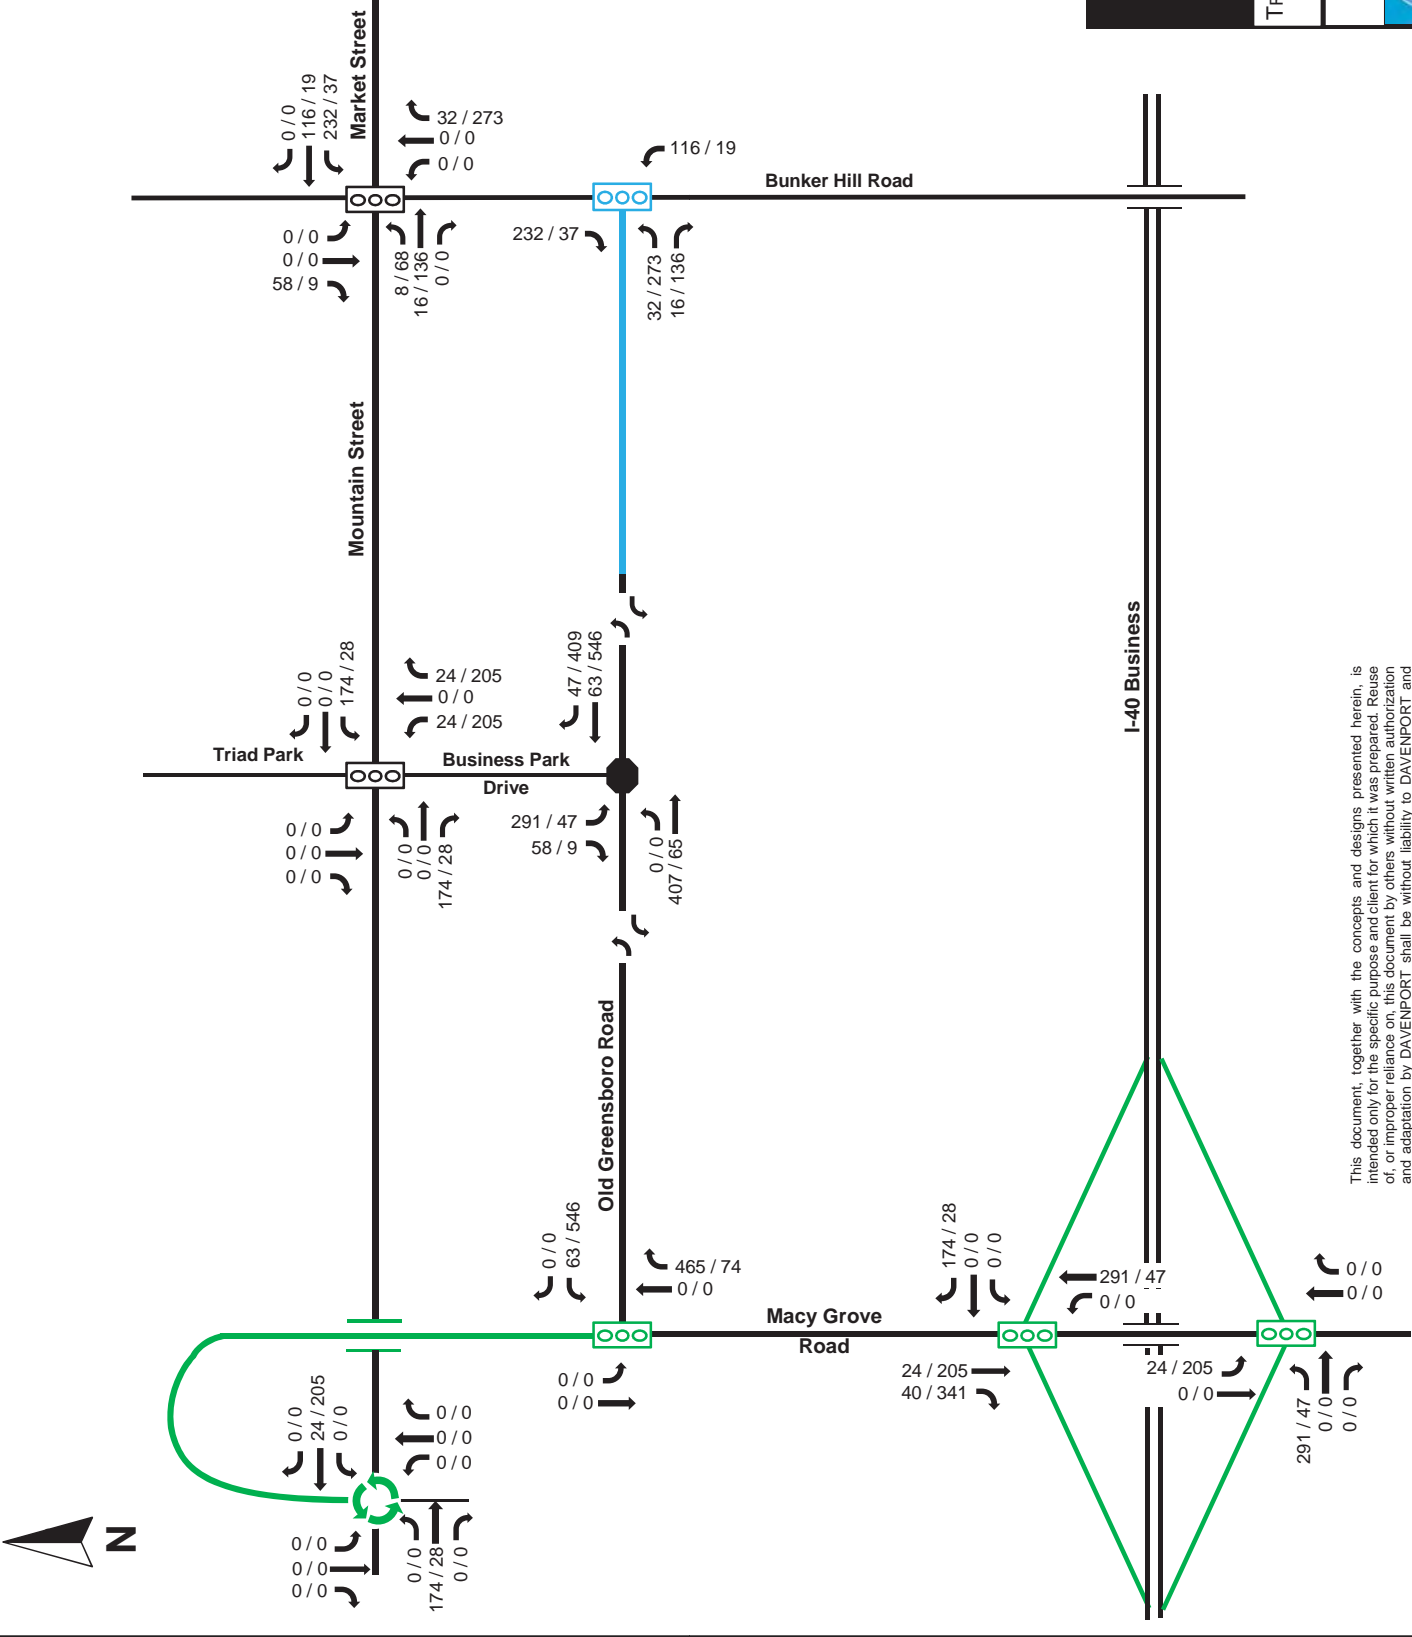 TR
Market Street
0 / 0
116 / 19
232 / 37
32 / 273
0 / 0
0 / 0
116 / 19
Bunker Hill Road
0 / 0
0 / 0
58 / 9
8 / 68
16 / 136
0 / 0
232 / 37
32 / 273
16 / 136
Mountain Street
0 / 0
0 / 0
174 / 28
24 / 205
0 / 0
24 / 205
47 / 409
63 / 546
I-40 Business
Triad Park
Business Park
Drive
0 / 0
0 / 0
0 / 0
0 / 0
0 / 0
174 / 28
291 / 47
58 / 9
0 / 0
407 / 65
This document, together with the concepts and designs presented herein, is
intended only for the specific purpose and client for which it was prepared. Reuse
of, or improper reliance on, this document by others without written authorization
and adaptation by DAVENPORT shall be without liability to DAVENPORT and
Old Greensboro Road
0 / 0
63 / 546
465 / 74
0 / 0
174 / 28
0 / 0
0 / 0
291 / 47
0 / 0
0 / 0
0 / 0
Macy Grove
Road
0 / 0
0 / 0
24 / 205
40 / 341
24 / 205
0 / 0
291 / 47
0 / 0
0 / 0
0 / 0
24 / 205
0 / 0
0 / 0
0 / 0
0 / 0
N
0 / 0
0 / 0
0 / 0
0 / 0
174 / 28
0 / 0